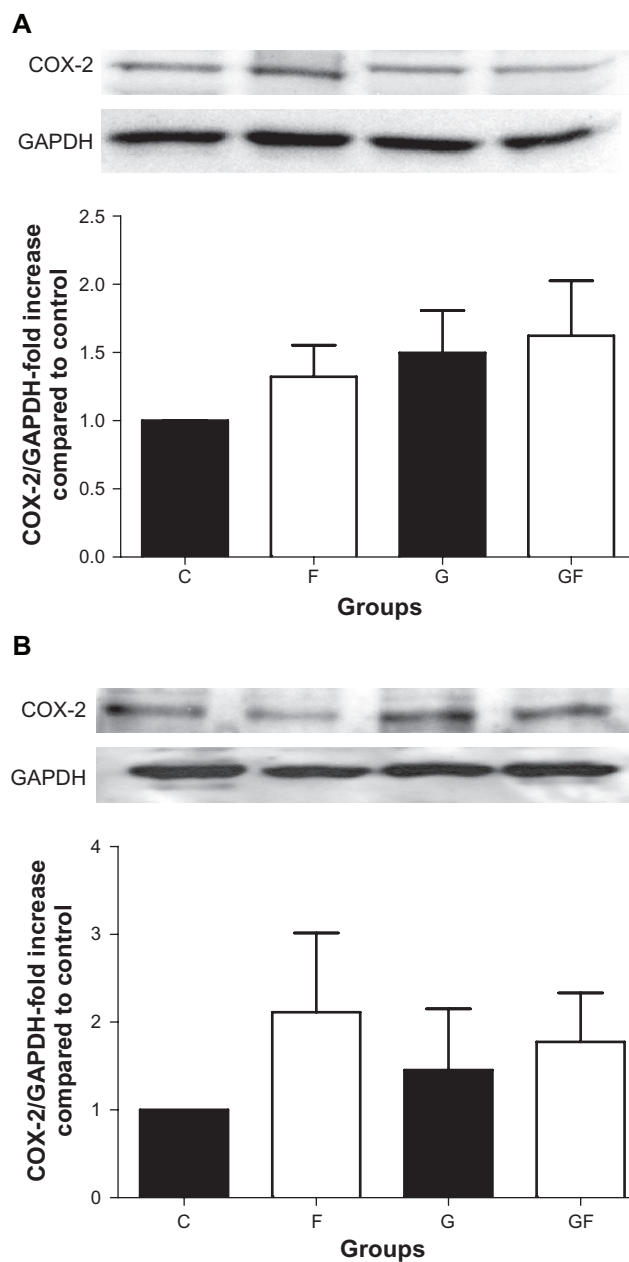 A
COX-2
GAPDH
COX-2/GAPDH-fold increase
compared to control
2.5
2.0
1.5
1.0
0.5
0.0
C F G GF
Groups
B
COX-2
GAPDH
COX-2/GAPDH-fold increase
compared to control
4
3
2
1
0
C F G GF
Groups